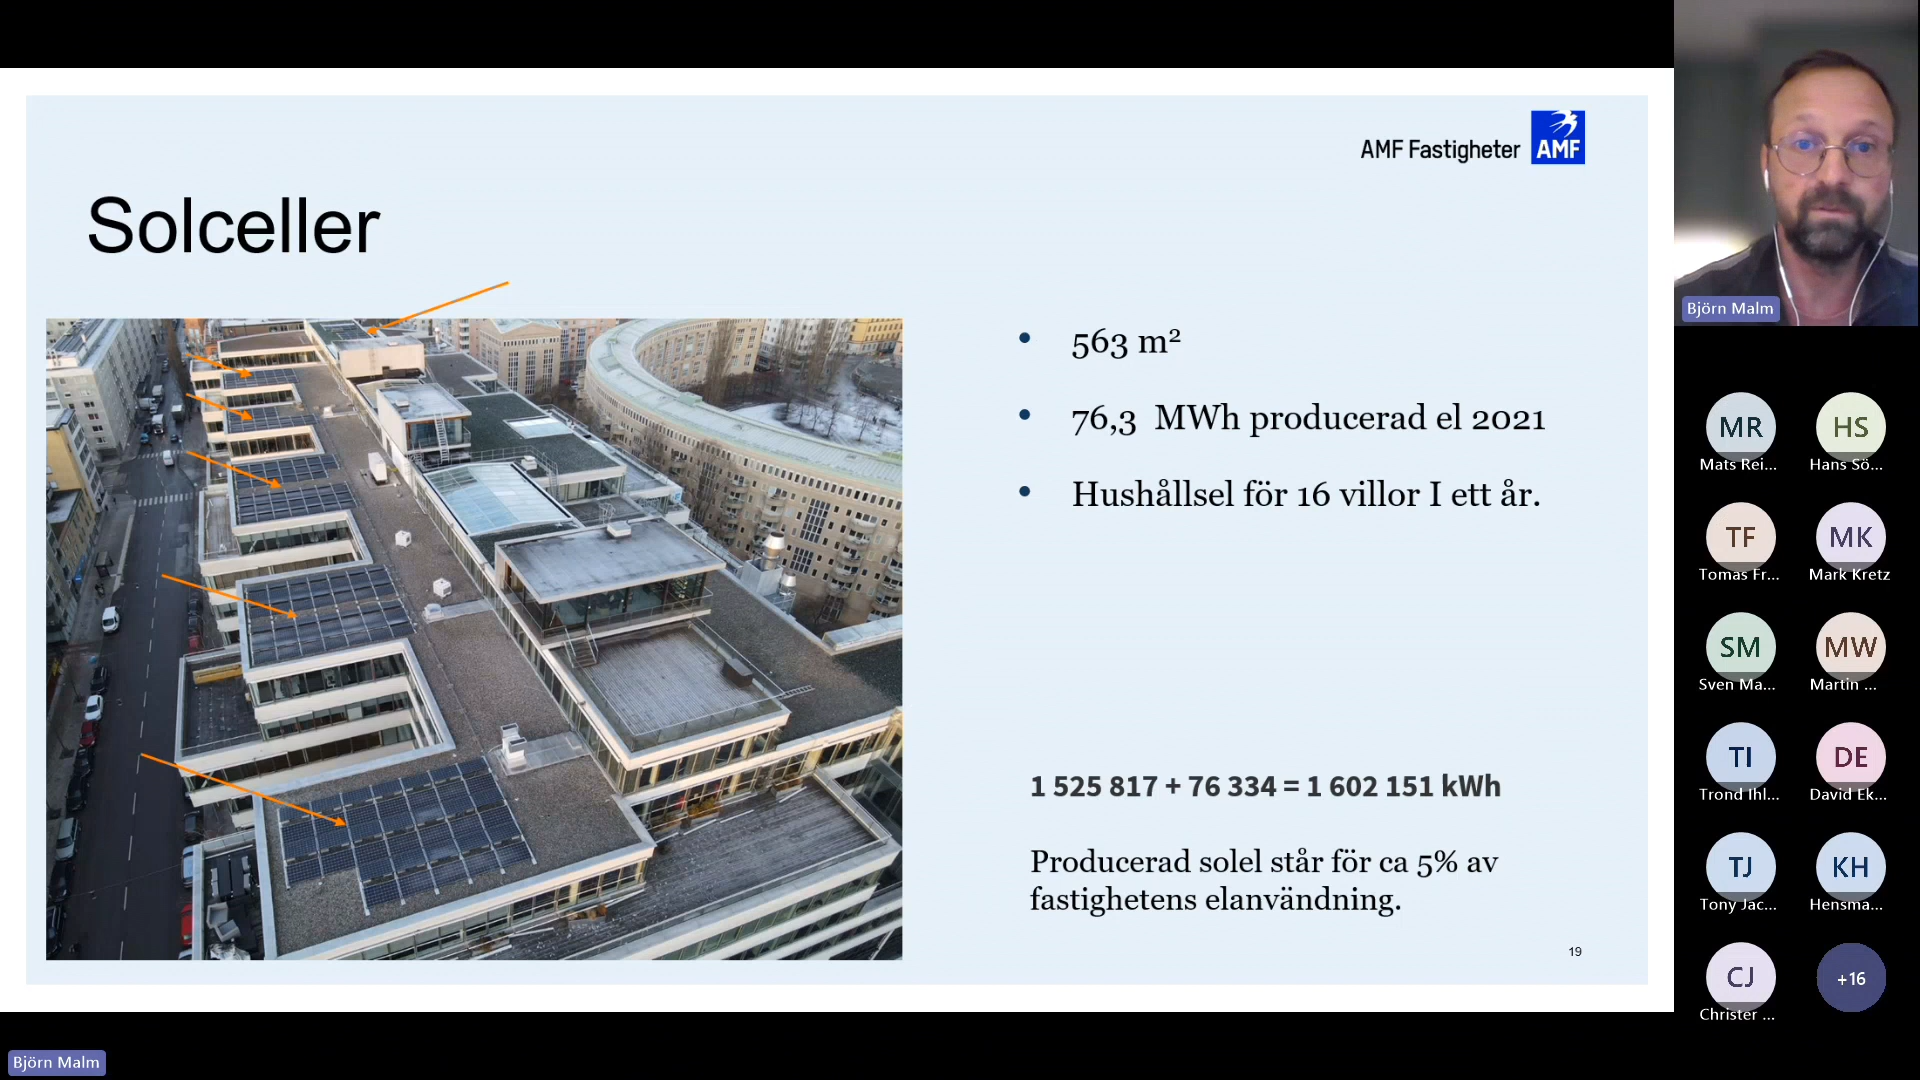 AMF Fastigheter
AMF
Solceller
• 563 m²
• 76,3 MWh producerad el 2021
• Hushållsel för 16 villor I ett år.
1 525 817 + 76 334 = 1 602 151 kWh
Producerad solel står för ca 5% av
fastighetens elanvändning.
19
Björn Malm
MR
HS
Mats Rei...
Hans Sö...
TF
MK
Tomas Fr...
Mark Kretz
SM
MW
Sven Ma...
Martin ...
TI
DE
Trond Ihl...
David Ek...
TJ
KH
Tony Jac...
Hensma...
CJ
+16
Christer ...
Björn Malm